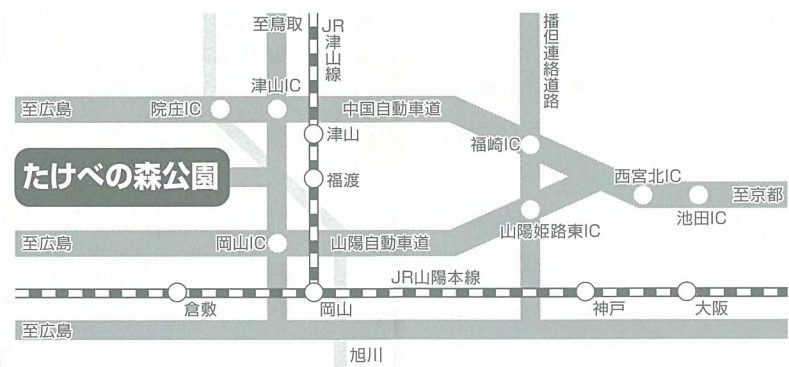 至鳥取
JR津山線
播但連絡道路
津山IC
至広島
院庄IC
中国自動車道
津山
福崎IC
たけべの森公園
福渡
西宮北IC
至京都
池田IC
至広島
岡山IC
山陽自動車道
山陽姫路東IC
JR山陽本線
倉敷
岡山
神戸
大阪
至広島
旭川